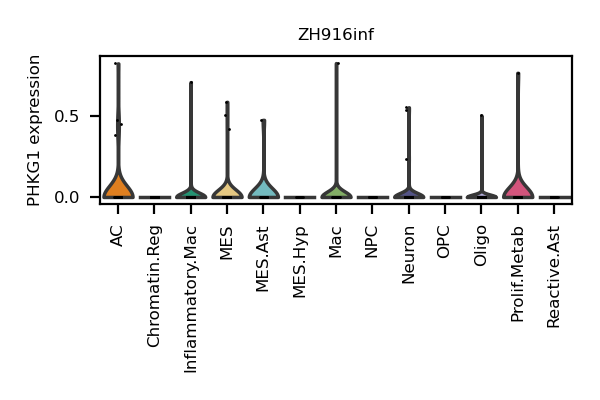 ZH916inf
PHKG1 expression
0.5
0.0
AC
Chromatin.Reg
Inflammatory.Mac
MES
MES.Ast
MES.Hyp
Mac
NPC
Neuron
OPC
Oligo
Prolif.Metab
Reactive.Ast